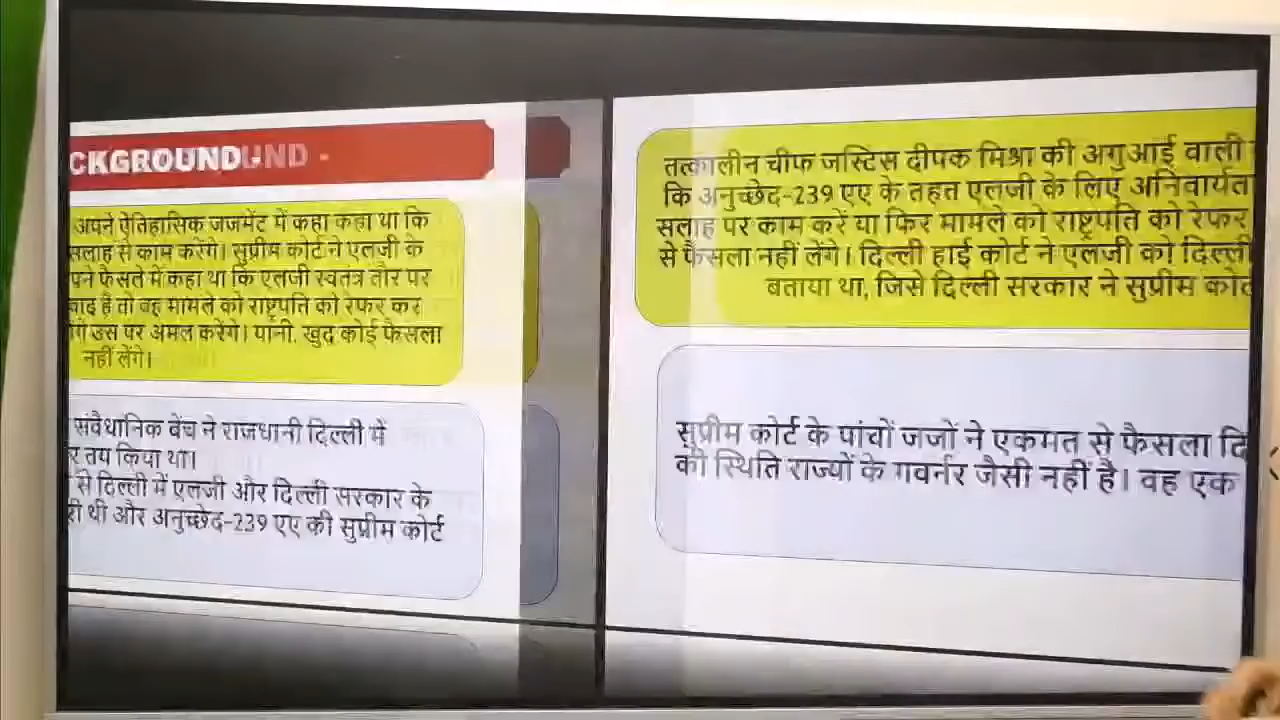 CKGROUND -
अपने ऐतिहासिक जजमेंट में कहा कहा था कि
सलाह से काम करेंगे। सुप्रीम कोर्ट ने एलजी के
पने फैसले में कहा था कि एलजी स्वतंत्र तौर पर
वाइ है तो वह मामले को राष्ट्रपति को रेफर कर
उस पर अमल करेंगे। यानी, खुद कोई फैसला
नहीं लेंगे।
संवैधानिक बेंच ने राजधानी दिल्ली में
र तय किया था।
से दिल्ली में एलजी और दिल्ली सरकार के
ही थी और अनुच्छेद-239 एए की सुप्रीम कोर्ट
तत्कालीन चीफ जस्टिस दीपक मिश्रा की अगुआई वाली
कि अनुच्छेद-239 एए के तहत एलजी के लिए अनिवार्यता
सलाह पर काम करें या फिर मामले को राष्ट्रपति को रेफर
से फैसला नहीं लेंगे। दिल्ली हाई कोर्ट ने एलजी को दिल्ली
बताया था, जिसे दिल्ली सरकार ने सुप्रीम कोर्ट
सुप्रीम कोर्ट के पांचों जजों ने एकमत से फैसला दि
की स्थिति राज्यों के गवर्नर जैसी नहीं है। वह एक